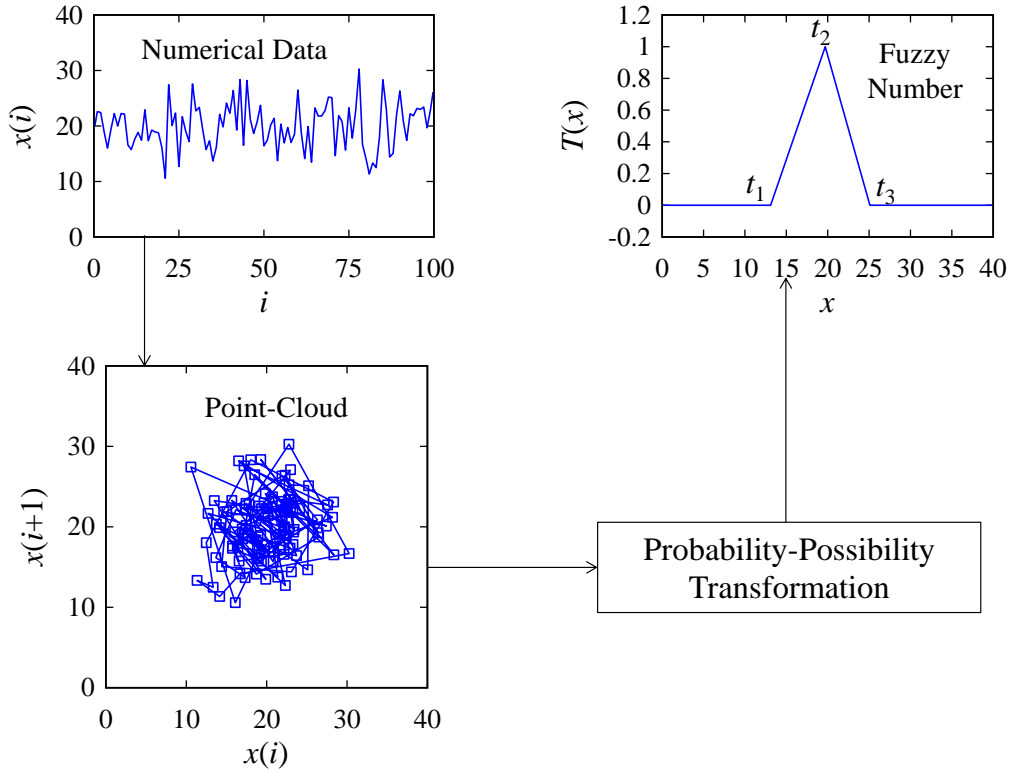 Numerical Data
x(i)
40
30
20
10
0
0 25 50 75 100
i
Fuzzy
Number
T(x)
1.2
1
0.8
0.6
0.4
0.2
0
-0.2
t1
t2
t3
0 5 10 15 20 25 30 35 40
x
Point-Cloud
x(i+1)
40
30
20
10
0
0 10 20 30 40
x(i)
Probability-Possibility
Transformation